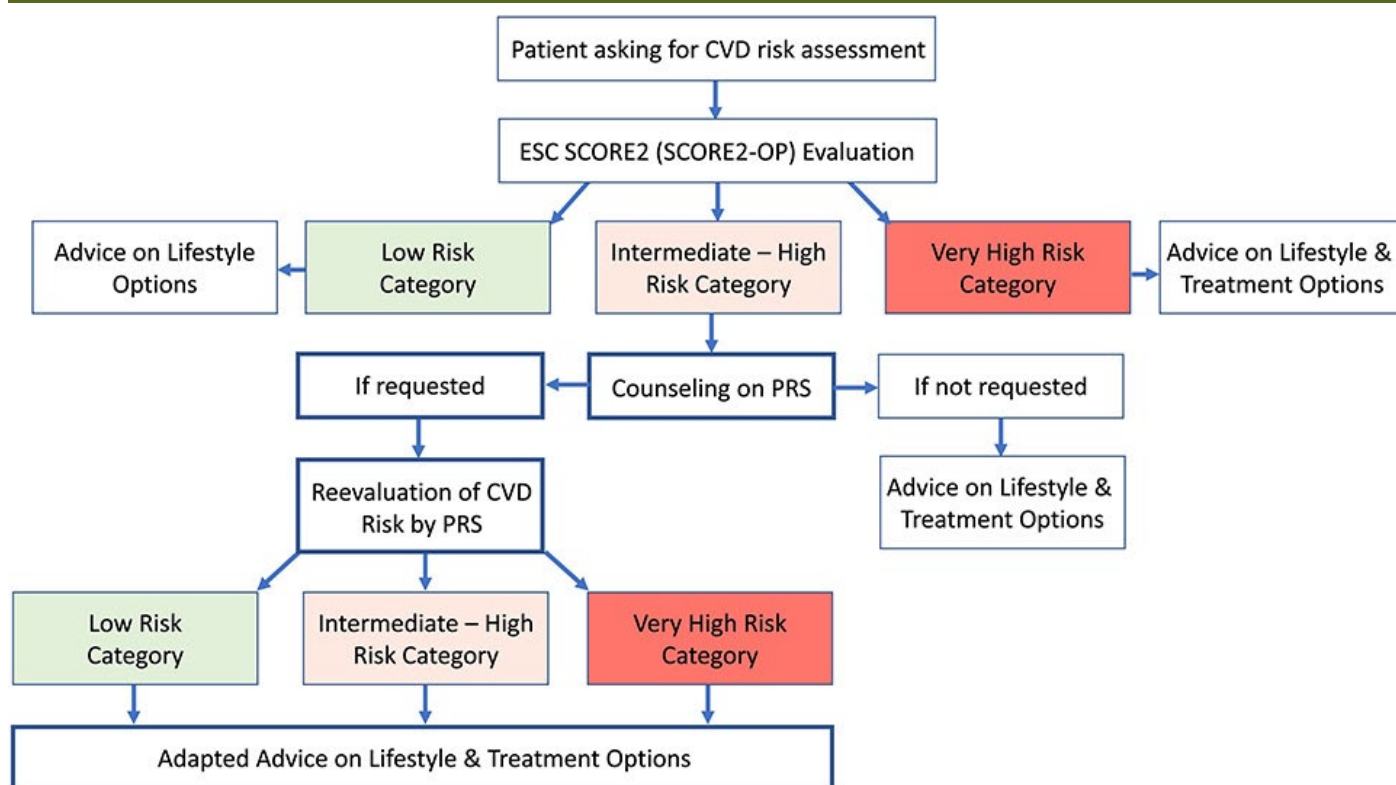 Patient asking for CVD risk assessment
ESC SCORE2 (SCORE2-OP) Evaluation
Advice on Lifestyle
Options
Low Risk
Category
Intermediate – High
Risk Category
Very High Risk
Category
Advice on Lifestyle &
Treatment Options
If requested
Counseling on PRS
If not requested
Reevaluation of CVD
Risk by PRS
Advice on Lifestyle &
Treatment Options
Low Risk
Category
Intermediate – High
Risk Category
Very High Risk
Category
Adapted Advice on Lifestyle & Treatment Options